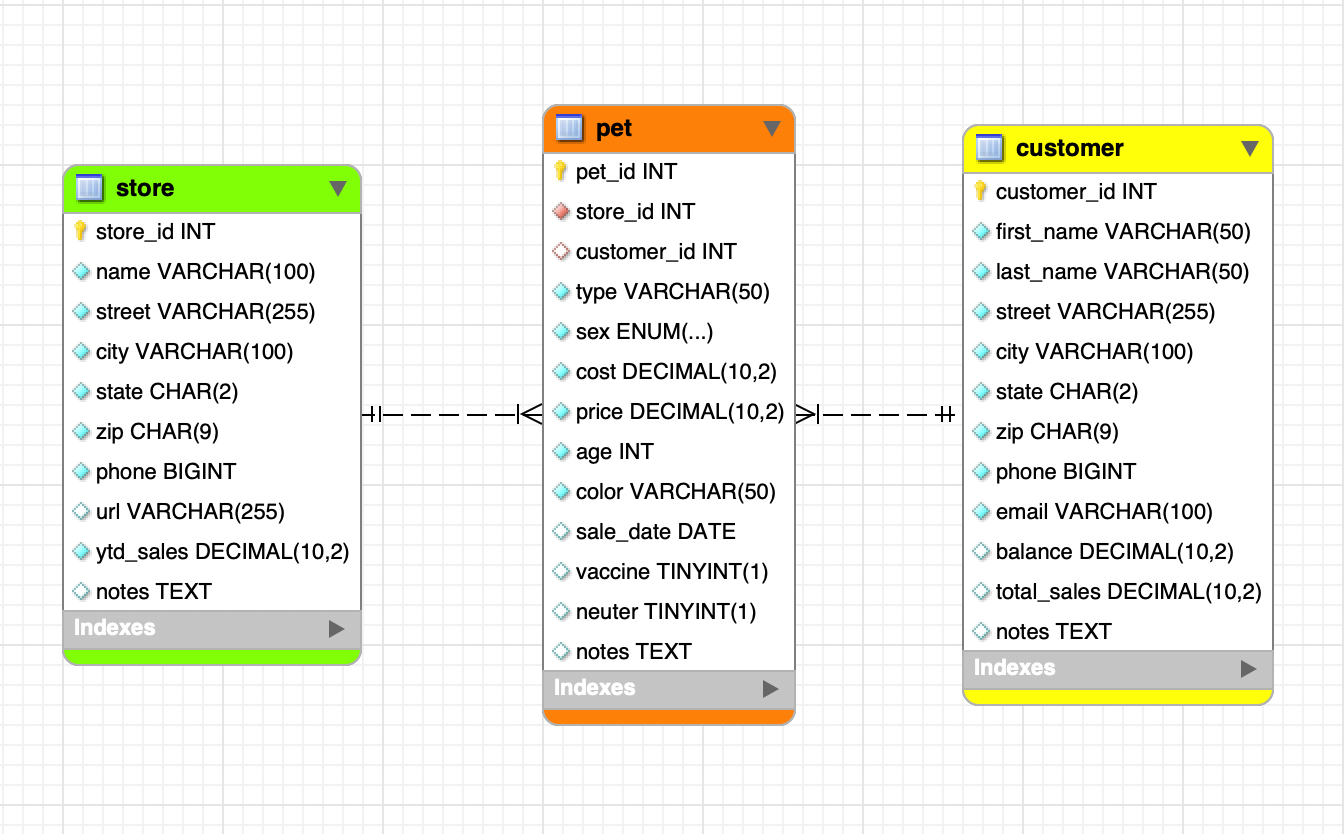 store
store_id INT
name VARCHAR(100)
street VARCHAR(255)
city VARCHAR(100)
state CHAR(2)
zip CHAR(9)
phone BIGINT
url VARCHAR(255)
ytd_sales DECIMAL(10,2)
notes TEXT
Indexes
pet
pet_id INT
store_id INT
customer_id INT
type VARCHAR(50)
sex ENUM(...)
cost DECIMAL(10,2)
price DECIMAL(10,2)
age INT
color VARCHAR(50)
sale_date DATE
vaccine TINYINT(1)
neuter TINYINT(1)
notes TEXT
Indexes
customer
customer_id INT
first_name VARCHAR(50)
last_name VARCHAR(50)
street VARCHAR(255)
city VARCHAR(100)
state CHAR(2)
zip CHAR(9)
phone BIGINT
email VARCHAR(100)
balance DECIMAL(10,2)
total_sales DECIMAL(10,2)
notes TEXT
Indexes